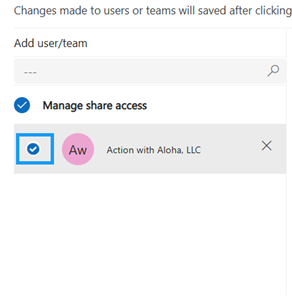 Changes made to users or teams will saved after clicking
Add user/team
---
Manage share access
Aw
Action with Aloha, LLC